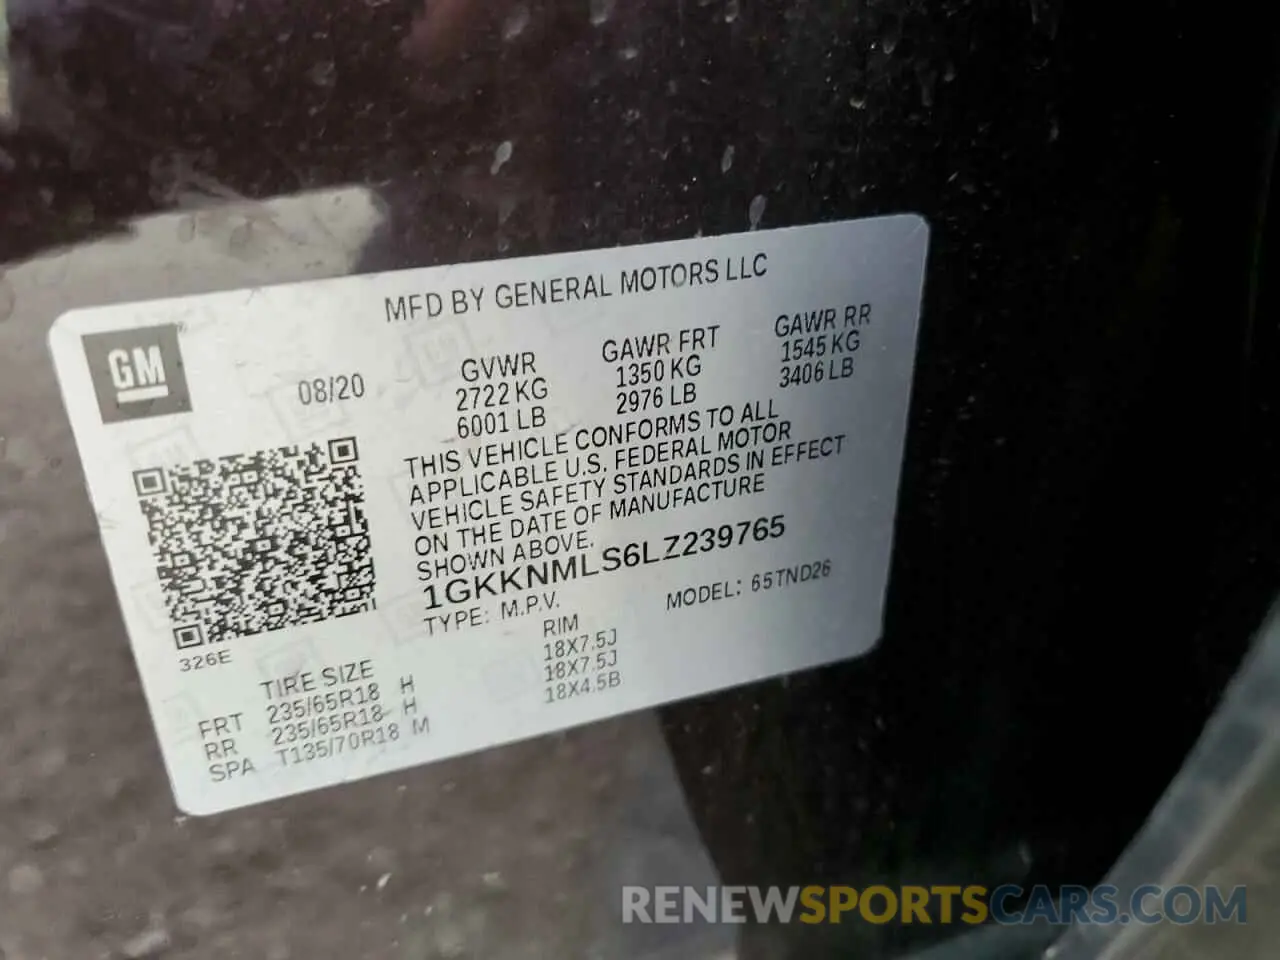 MFD BY GENERAL MOTORS LLC
GM
08/20
GVWR
2722 KG
6001 LB
GAWR FRT
1350 KG
2976 LB
GAWR RR
1545 KG
3406 LB
THIS VEHICLE CONFORMS TO ALL
APPLICABLE U.S. FEDERAL MOTOR
VEHICLE SAFETY STANDARDS IN EFFECT
ON THE DATE OF MANUFACTURE
SHOWN ABOVE.
1GKKNMLS6LZ239765
TYPE: M.P.V.
MODEL: 65TND26
326E
TIRE SIZE
RIM
FRT 235/65R18 H 18X7.5J
RR 235/65R18 H 18X7.5J
SPA T135/70R18 M 18X4.5B
RENEWSPORTSCARS.COM